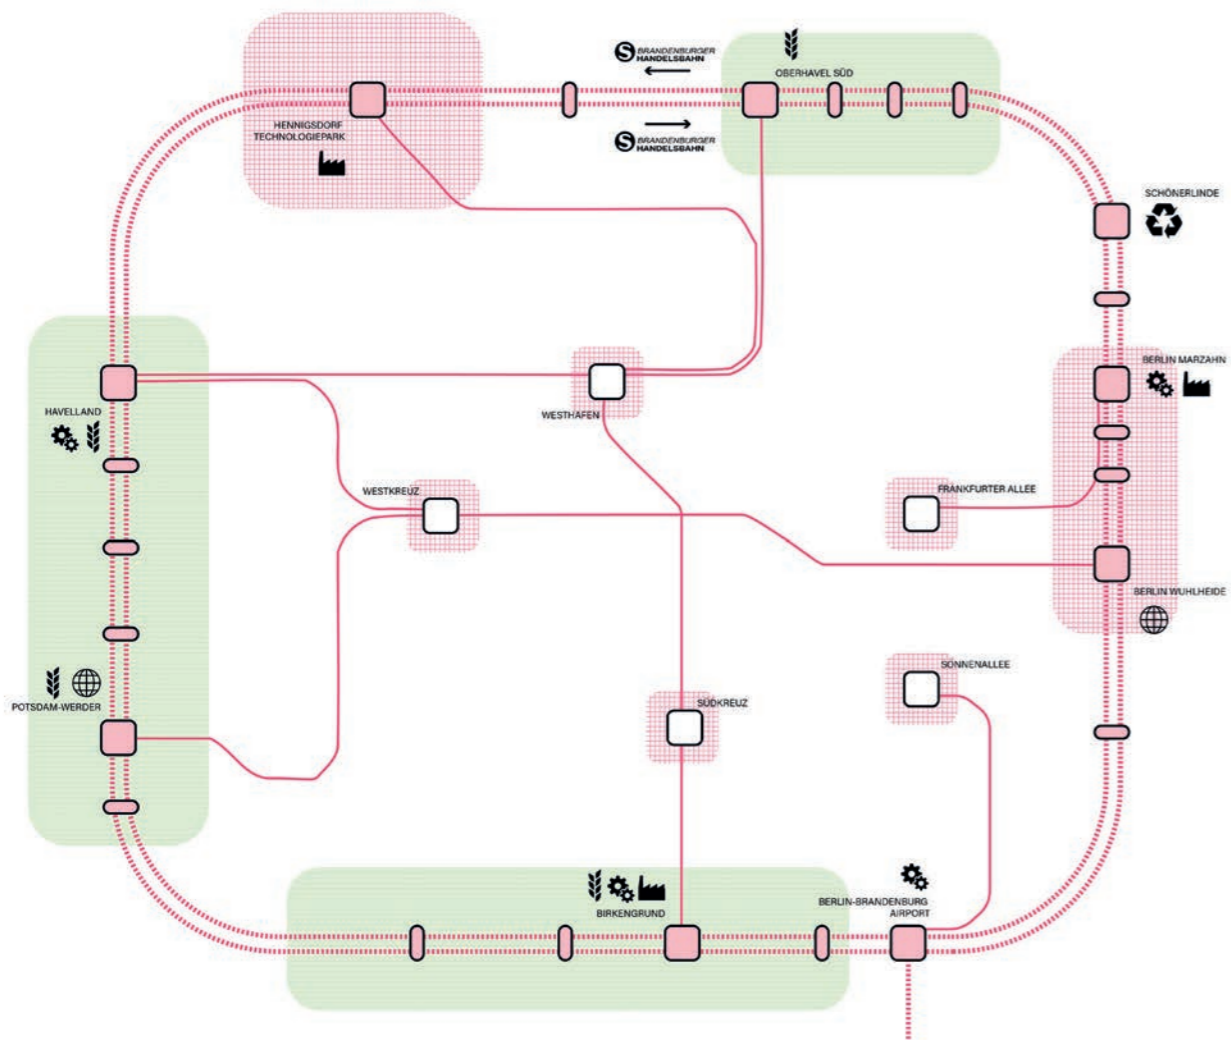 S BRANDENBURGER
HANDELSBAHN
OBERHAVEL SÜD
HENNIGSDORF
TECHNOLOGIEPARK
S BRANDENBURGER
HANDELSBAHN
SCHÖNERLINDE
BERLIN MARZAHN
HAVELLAND
WESTHAFEN
WESTKREUZ
FRANKFURTER ALLEE
BERLIN WUHLHEIDE
SONNENALLEE
POTSDAM-WERDER
SÜDKREUZ
BIRKENGRUND
BERLIN-BRANDENBURG
AIRPORT